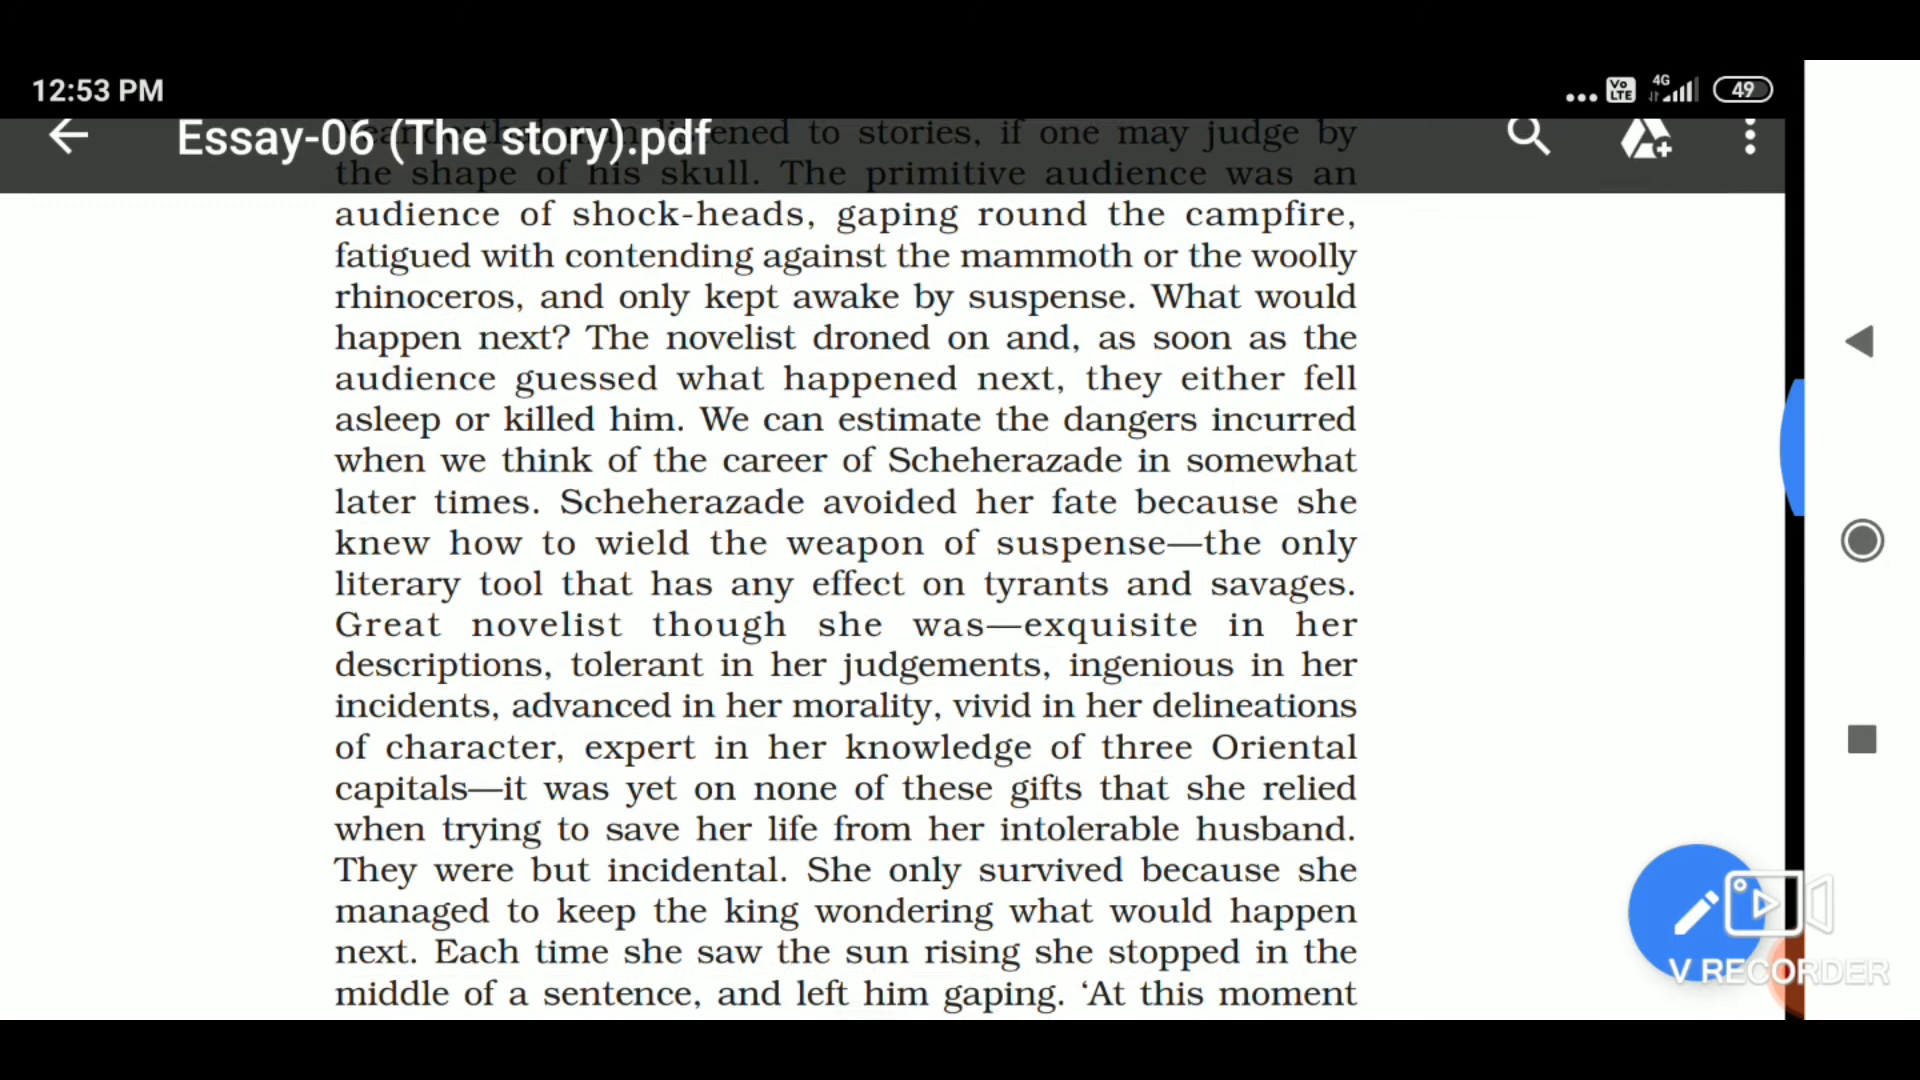 12:53 PM
Vo LTE 4G 49
Essay-06 (The story).pdf
listened to stories, if one may judge by
the shape of his skull. The primitive audience was an
audience of shock-heads, gaping round the campfire,
fatigued with contending against the mammoth or the woolly
rhinoceros, and only kept awake by suspense. What would
happen next? The novelist droned on and, as soon as the
audience guessed what happened next, they either fell
asleep or killed him. We can estimate the dangers incurred
when we think of the career of Scheherazade in somewhat
later times. Scheherazade avoided her fate because she
knew how to wield the weapon of suspense—the only
literary tool that has any effect on tyrants and savages.
Great novelist though she was—exquisite in her
descriptions, tolerant in her judgements, ingenious in her
incidents, advanced in her morality, vivid in her delineations
of character, expert in her knowledge of three Oriental
capitals—it was yet on none of these gifts that she relied
when trying to save her life from her intolerable husband.
They were but incidental. She only survived because she
managed to keep the king wondering what would happen
next. Each time she saw the sun rising she stopped in the
middle of a sentence, and left him gaping. ‘At this moment
V RECORDER